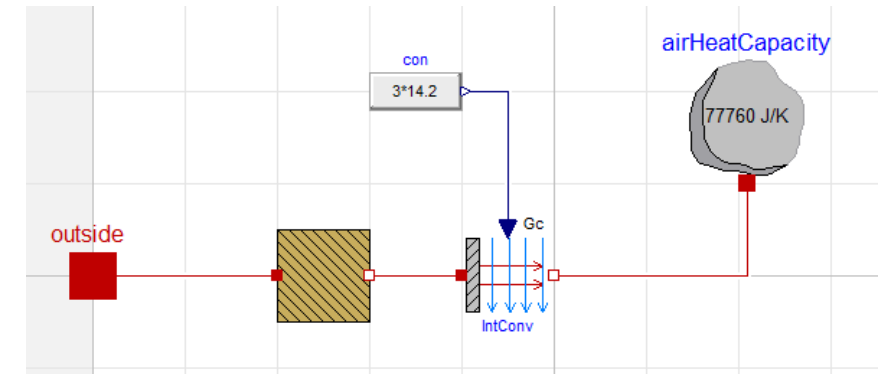 airHeatCapacity
con
3*14.2
77760 J/K
Gc
outside
IntConv